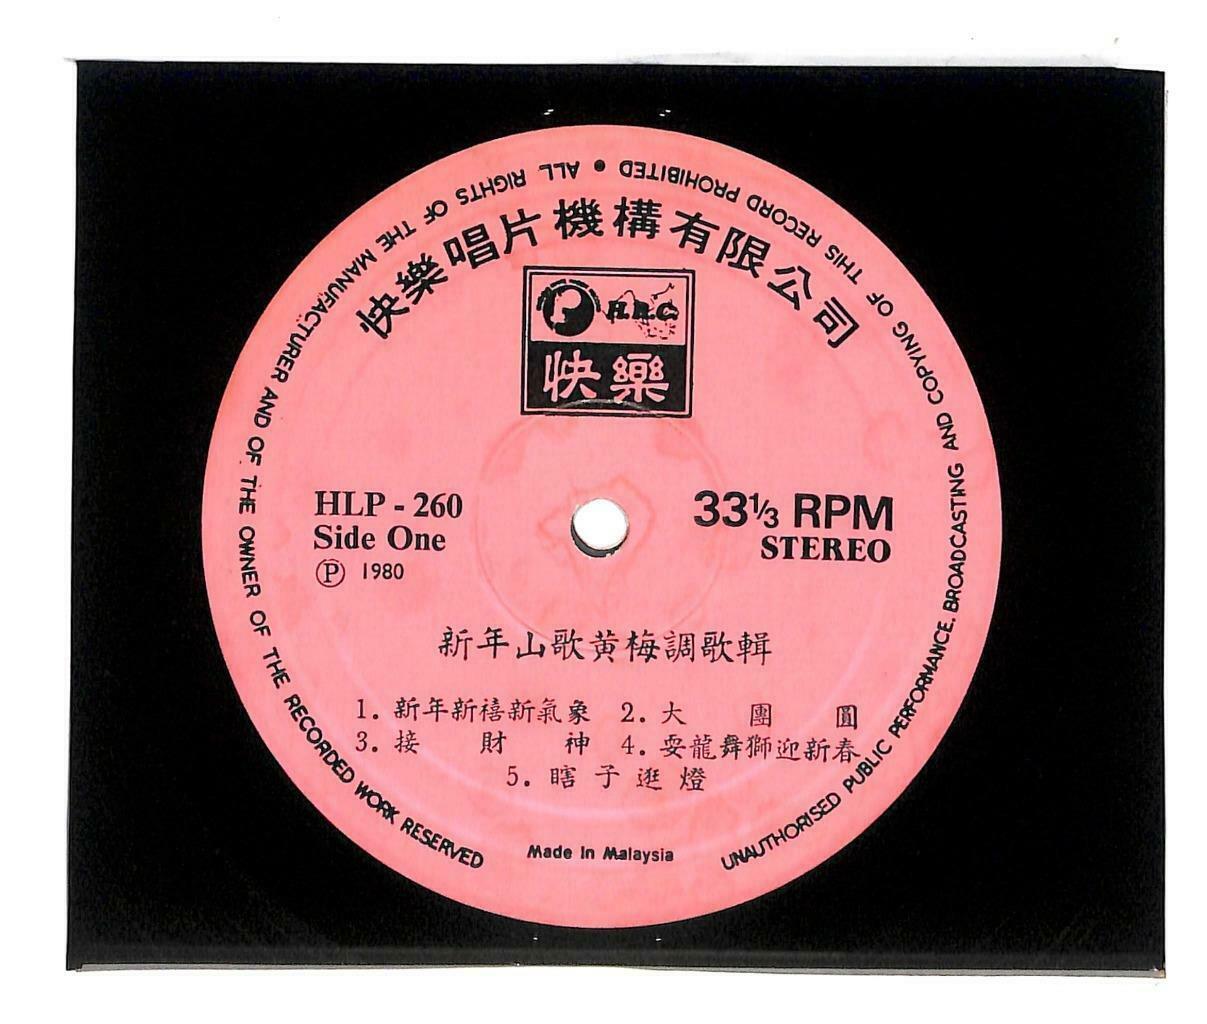 ALL RIGHTS OF THE MANUFACTURER AND OF THE OWNER OF THE RECORDED WORK RESERVED
UNAUTHORISED PUBLIC PERFORMANCE, BROADCASTING AND COPYING OF THIS RECORD PROHIBITED •
快樂唱片機構有限公司
H.R.C.
快樂
HLP - 260
Side One
Ⓟ 1980
33⅓ RPM
STEREO
新年山歌黄梅調歌輯
1. 新年新禧新氣象 2. 大團圓
3. 接財神 4. 耍龍舞獅迎新春
5. 瞎子逛燈
Made In Malaysia